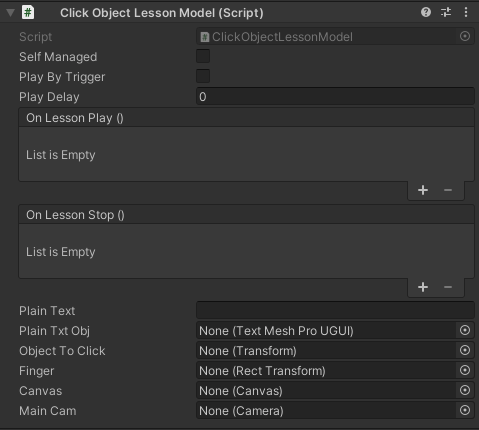 Click Object Lesson Model (Script)
Script ClickObjectLessonModel
Self Managed
Play By Trigger
Play Delay 0
On Lesson Play ()
List is Empty
+ −
On Lesson Stop ()
List is Empty
+ −
Plain Text
Plain Txt Obj None (Text Mesh Pro UGUI)
Object To Click None (Transform)
Finger None (Rect Transform)
Canvas None (Canvas)
Main Cam None (Camera)